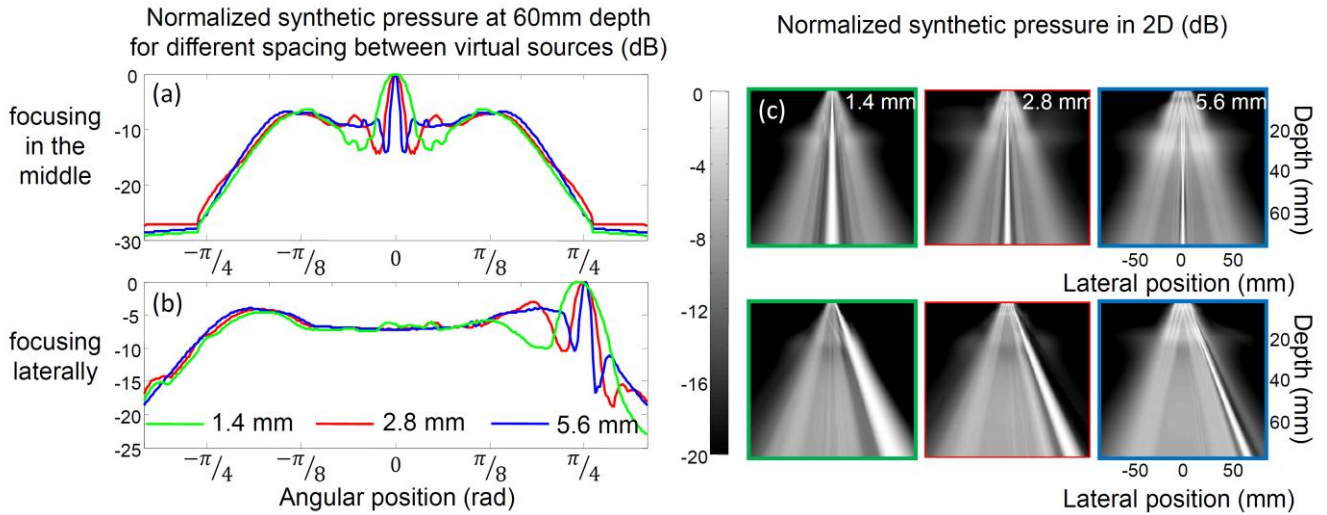 Normalized synthetic pressure at 60mm depth
for different spacing between virtual sources (dB)
focusing
in the
middle
(a)
0
-10
-20
-30
−π/4
−π/8
0
π/8
π/4
focusing
laterally
(b)
0
-5
-10
-15
-20
-25
1.4 mm
2.8 mm
5.6 mm
−π/4
−π/8
0
π/8
π/4
Angular position (rad)
Normalized synthetic pressure in 2D (dB)
0
-4
-8
-12
-16
-20
(c)
1.4 mm
2.8 mm
5.6 mm
20
40
60
Depth (mm)
-50 0 50
Lateral position (mm)
20
40
60
Depth (mm)
-50 0 50
Lateral position (mm)